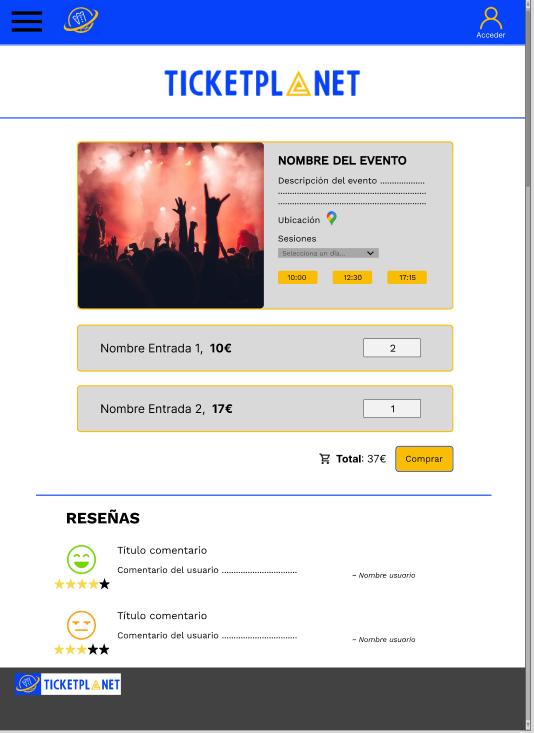 Acceder
TICKETPLANET
NOMBRE DEL EVENTO
Descripción del evento ...................
...............................................................
...............................................................
Ubicación
Sesiones
Selecciona un día...
10:00 12:30 17:15
Nombre Entrada 1, 10€ 2
Nombre Entrada 2, 17€ 1
Total: 37€ Comprar
RESEÑAS
Título comentario
Comentario del usuario ................................
~ Nombre usuario
Título comentario
Comentario del usuario ................................
~ Nombre usuario
TICKETPLANET